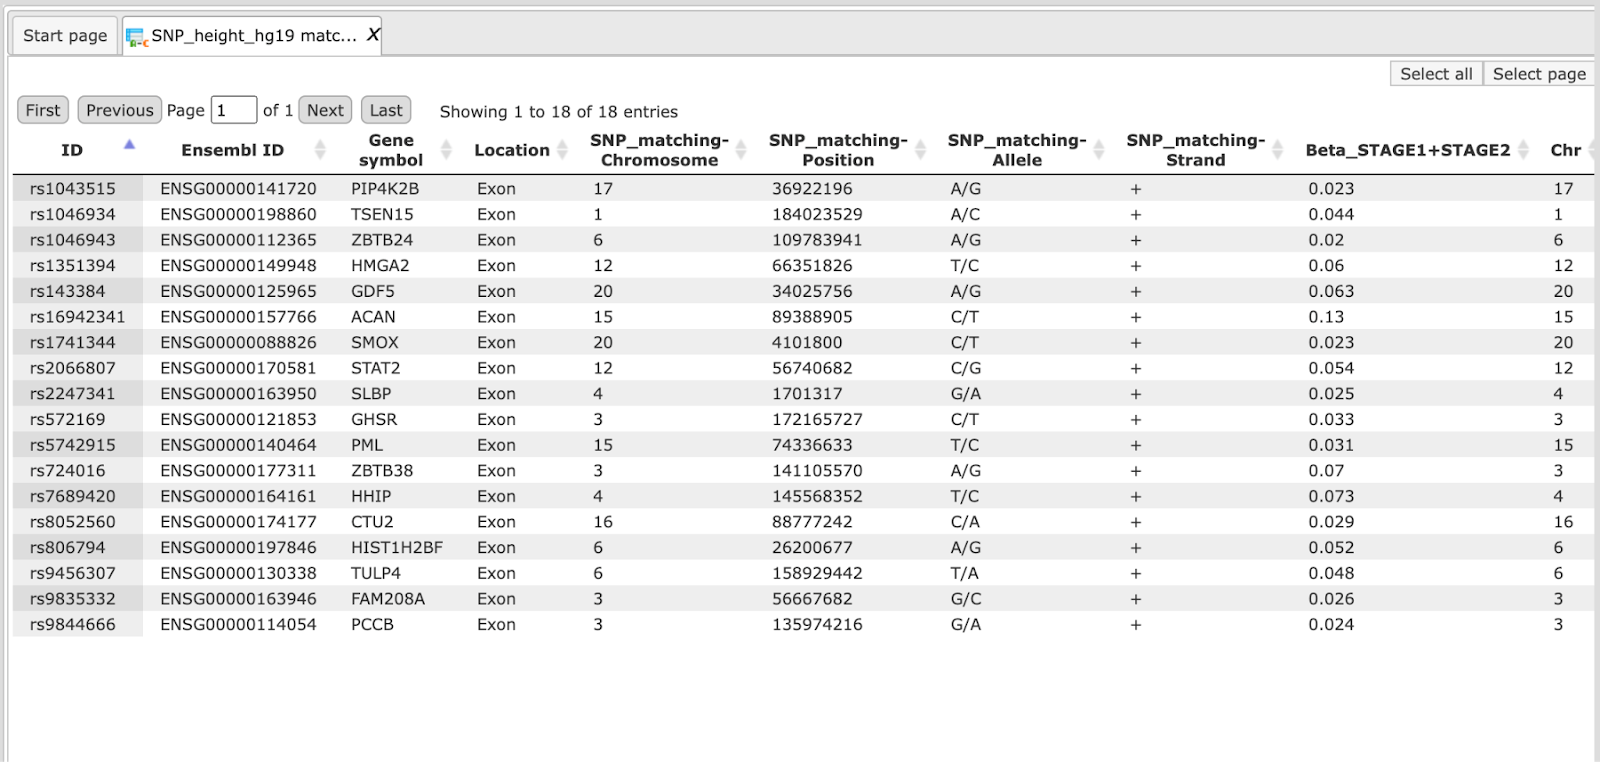 Start page
SNP_height_hg19 matc... X
Select all Select page
First Previous Page 1 of 1 Next Last Showing 1 to 18 of 18 entries
ID Ensembl ID Gene symbol Location SNP_matching-Chromosome SNP_matching-Position SNP_matching-Allele SNP_matching-Strand Beta_STAGE1+STAGE2 Chr
rs1043515 ENSG00000141720 PIP4K2B Exon 17 36922196 A/G + 0.023 17
rs1046934 ENSG00000198860 TSEN15 Exon 1 184023529 A/C + 0.044 1
rs1046943 ENSG00000112365 ZBTB24 Exon 6 109783941 A/G + 0.02 6
rs1351394 ENSG00000149948 HMGA2 Exon 12 66351826 T/C + 0.06 12
rs143384 ENSG00000125965 GDF5 Exon 20 34025756 A/G + 0.063 20
rs16942341 ENSG00000157766 ACAN Exon 15 89388905 C/T + 0.13 15
rs1741344 ENSG00000088826 SMOX Exon 20 4101800 C/T + 0.023 20
rs2066807 ENSG00000170581 STAT2 Exon 12 56740682 C/G + 0.054 12
rs2247341 ENSG00000163950 SLBP Exon 4 1701317 G/A + 0.025 4
rs572169 ENSG00000121853 GHSR Exon 3 172165727 C/T + 0.033 3
rs5742915 ENSG00000140464 PML Exon 15 74336633 T/C + 0.031 15
rs724016 ENSG00000177311 ZBTB38 Exon 3 141105570 A/G + 0.07 3
rs7689420 ENSG00000164161 HHIP Exon 4 145568352 T/C + 0.073 4
rs8052560 ENSG00000174177 CTU2 Exon 16 88777242 C/A + 0.029 16
rs806794 ENSG00000197846 HIST1H2BF Exon 6 26200677 A/G + 0.052 6
rs9456307 ENSG00000130338 TULP4 Exon 6 158929442 T/A + 0.048 6
rs9835332 ENSG00000163946 FAM208A Exon 3 56667682 G/C + 0.026 3
rs9844666 ENSG00000114054 PCCB Exon 3 135974216 G/A + 0.024 3